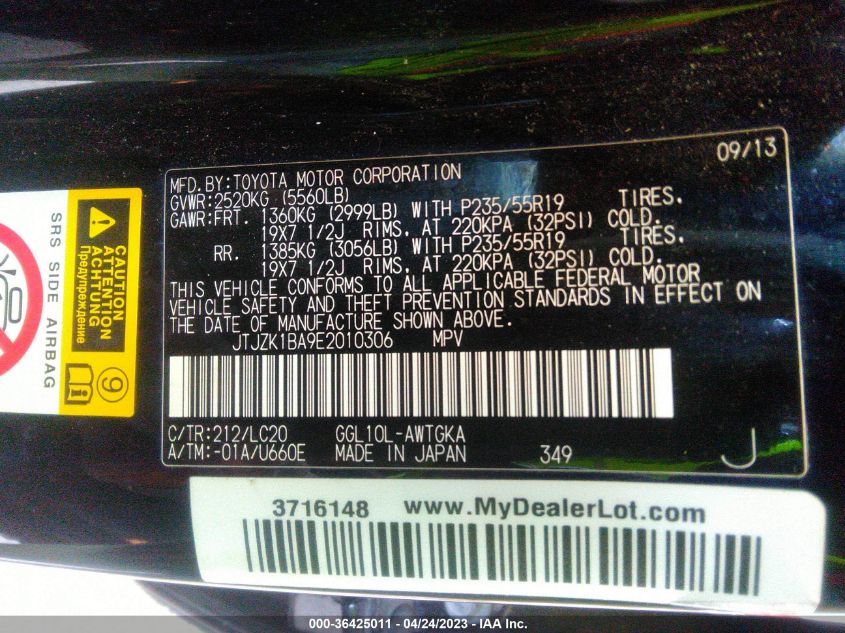 09/13
MFD.BY:TOYOTA MOTOR CORPORATION
GVWR:2520KG (5560LB)
GAWR:FRT. 1360KG (2999LB) WITH P235/55R19 TIRES.
19X7 1/2J RIMS. AT 220KPA (32PSI) COLD.
RR. 1385KG (3056LB) WITH P235/55R19 TIRES.
19X7 1/2J RIMS. AT 220KPA (32PSI) COLD.
THIS VEHICLE CONFORMS TO ALL APPLICABLE FEDERAL MOTOR
VEHICLE SAFETY AND THEFT PREVENTION STANDARDS IN EFFECT ON
THE DATE OF MANUFACTURE SHOWN ABOVE.
JTJZK1BA9E2010306 MPV
C/TR:212/LC20 GGL10L-AWTGKA
A/TM:-01A/U660E MADE IN JAPAN 349 J
SRS SIDE AIRBAG
CAUTION
ATTENTION
ACHTUNG
Предупреждение
9
3716148 www.MyDealerLot.com
000-36425011 - 04/24/2023 - IAA Inc.